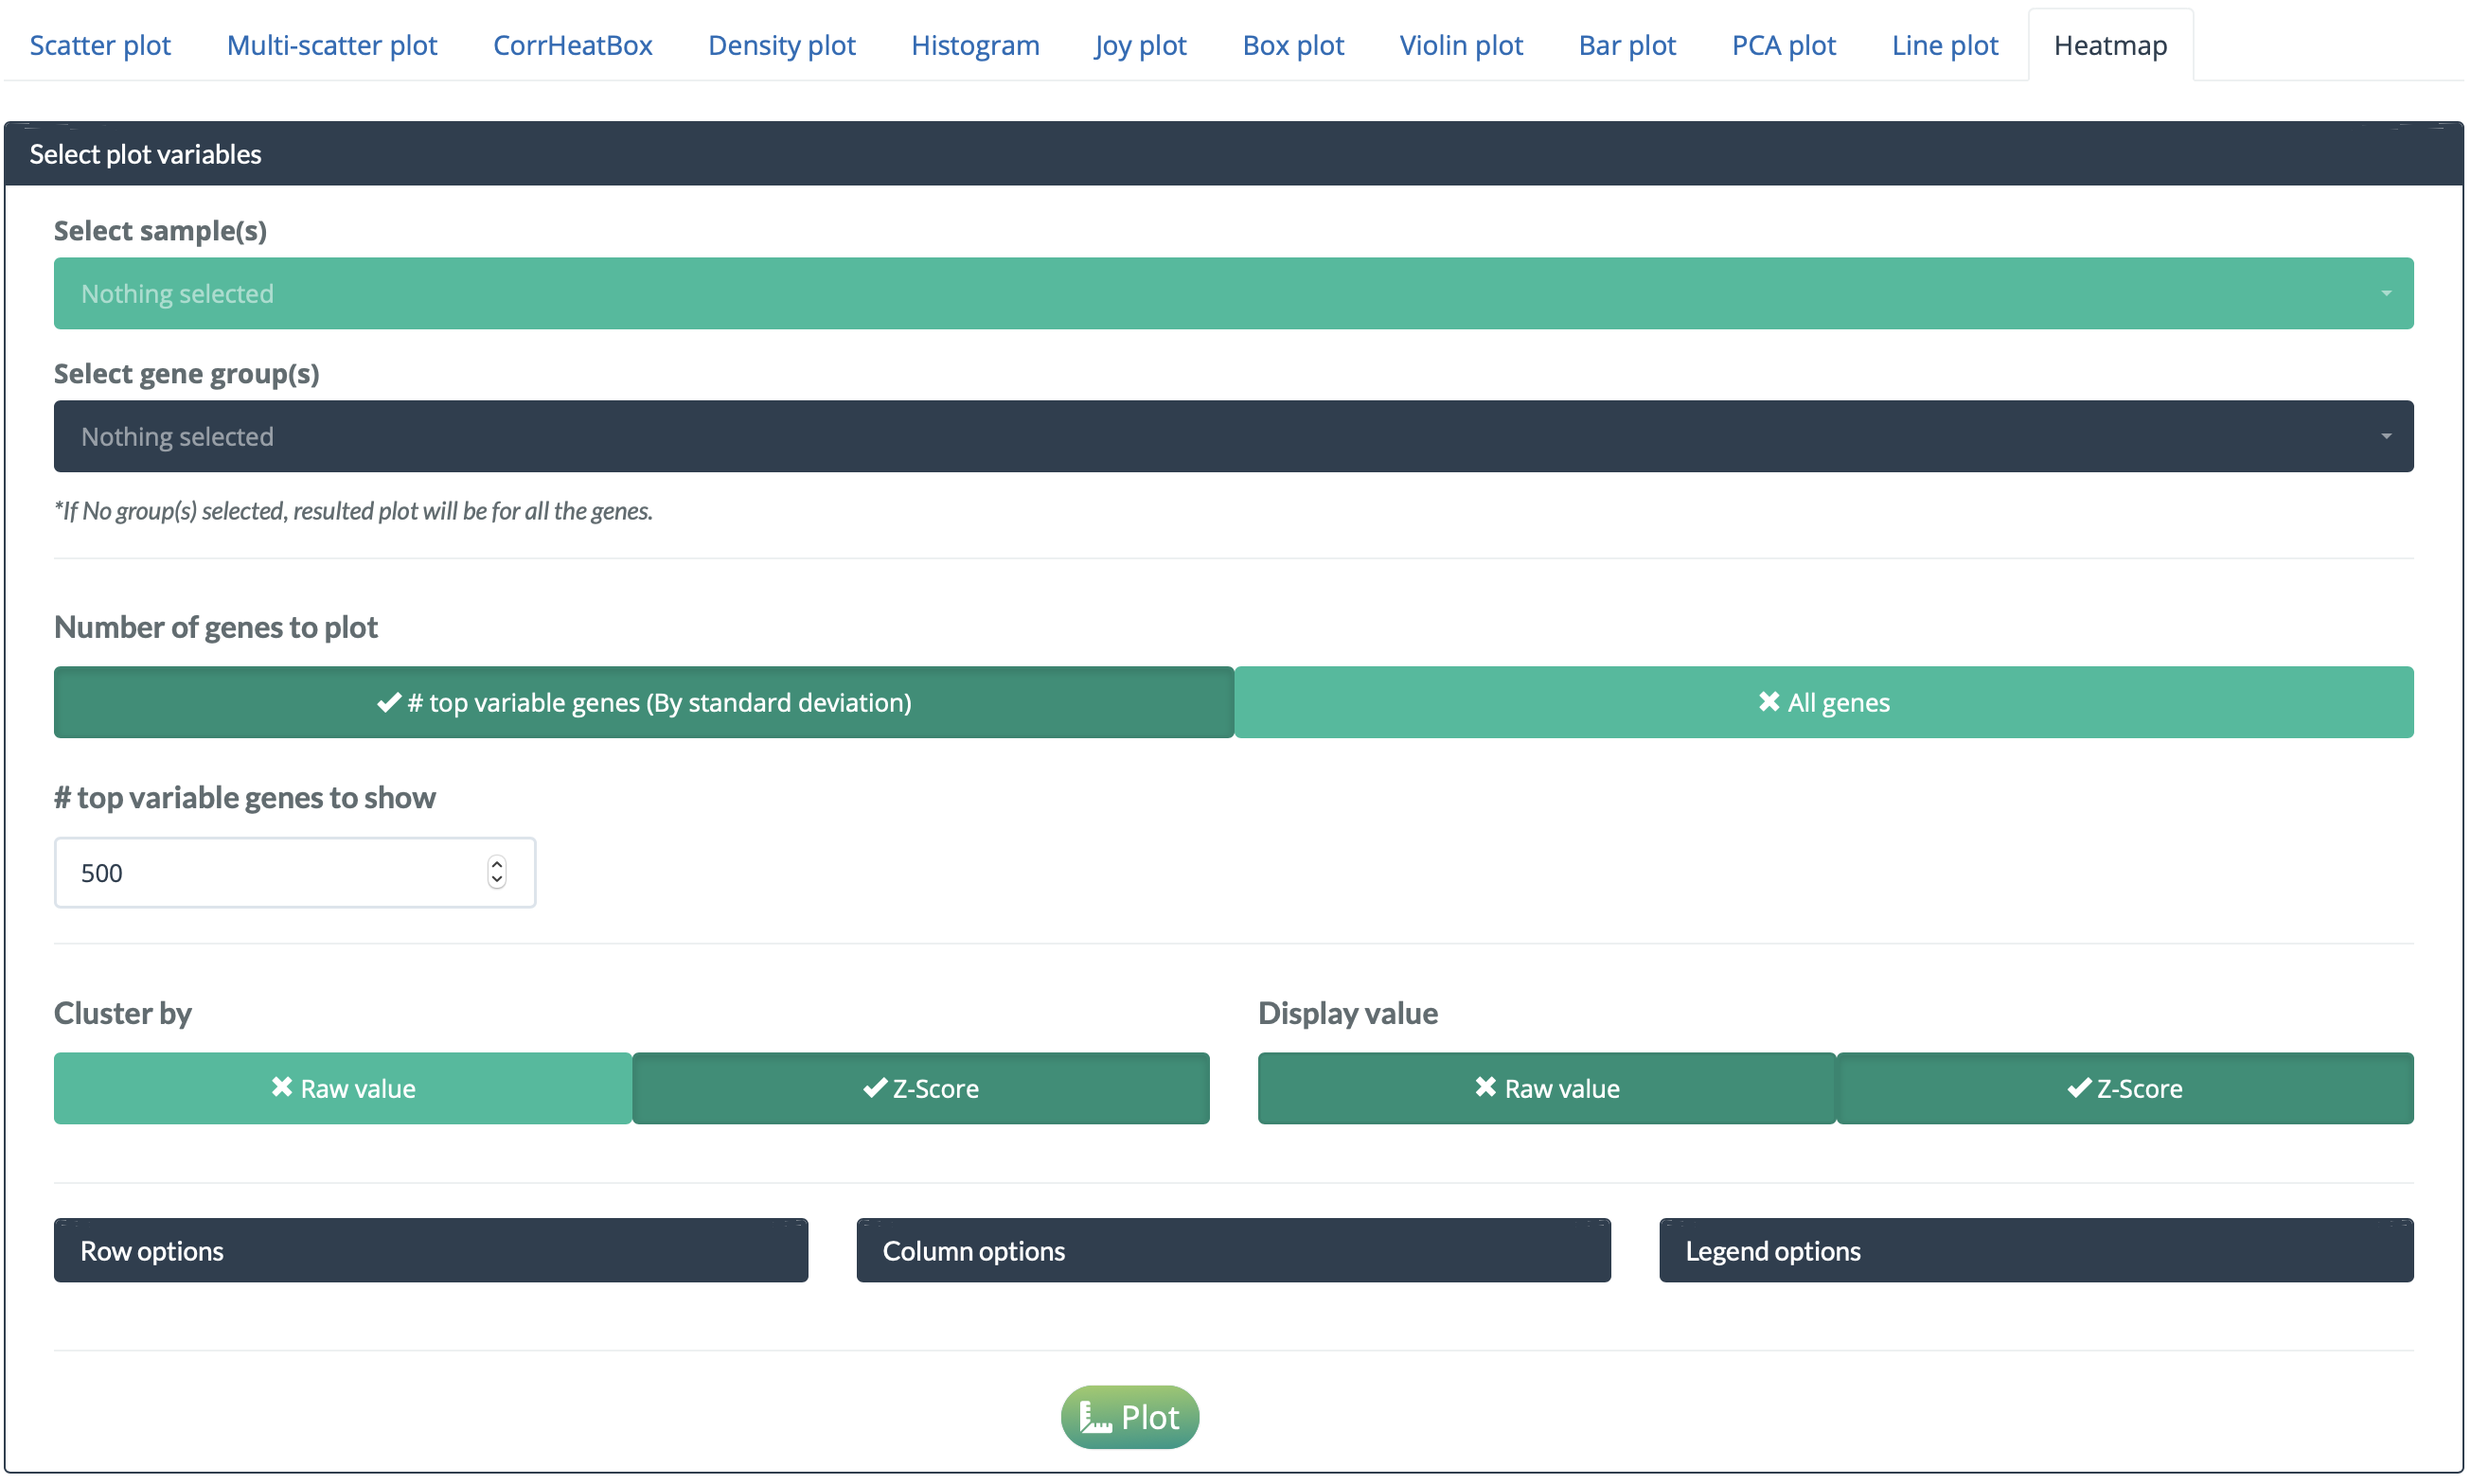 Scatter plot Multi-scatter plot CorrHeatBox Density plot Histogram Joy plot Box plot Violin plot Bar plot PCA plot Line plot Heatmap
Select plot variables
Select sample(s)
Nothing selected
Select gene group(s)
Nothing selected
*If No group(s) selected, resulted plot will be for all the genes.
Number of genes to plot
# top variable genes (By standard deviation) All genes
# top variable genes to show
500
Cluster by Display value
Raw value Z-Score Raw value Z-Score
Row options Column options Legend options
Plot